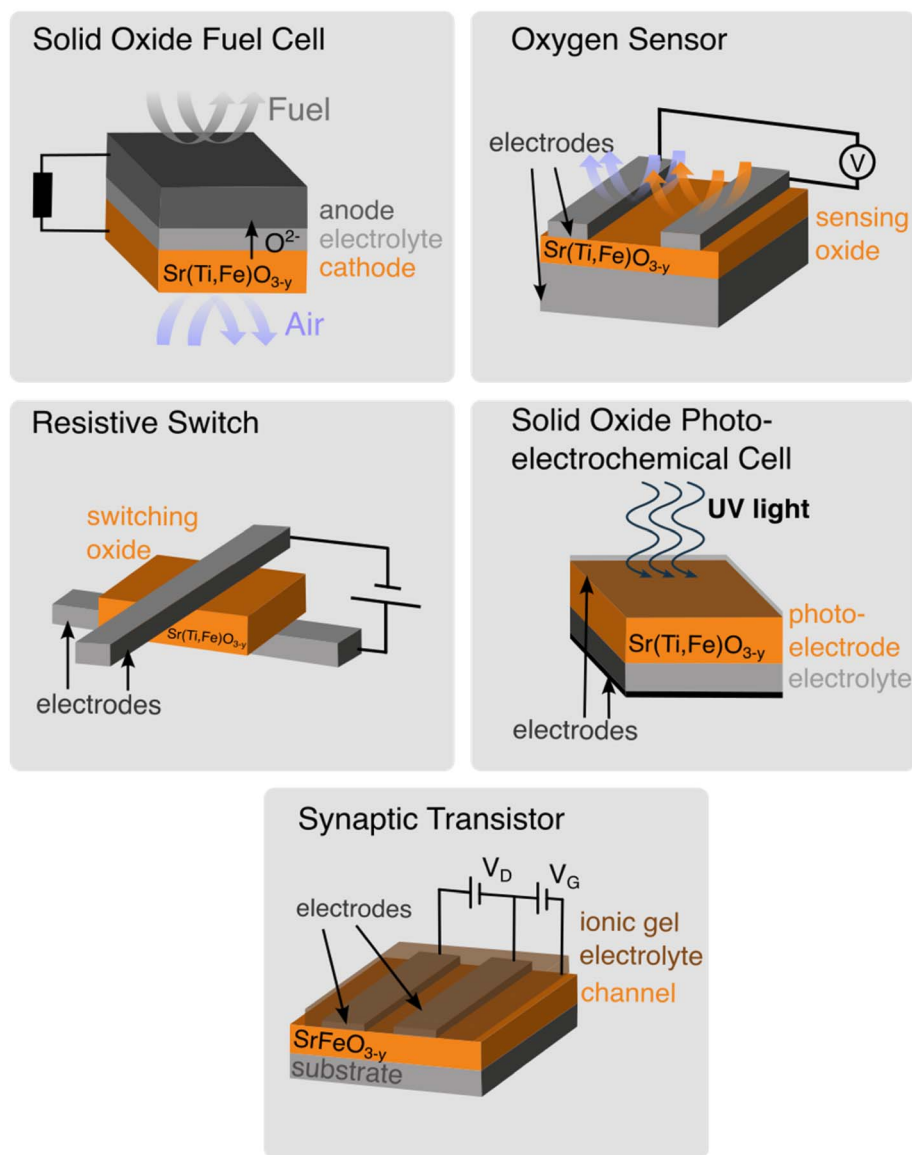 Solid Oxide Fuel Cell
Fuel
anode
O²⁻
electrolyte
cathode
Sr(Ti,Fe)O₃₋ᵧ
Air
Oxygen Sensor
electrodes
V
sensing
oxide
Sr(Ti,Fe)O₃₋ᵧ
Resistive Switch
switching
oxide
Sr(Ti,Fe)O₃₋ᵧ
electrodes
Solid Oxide Photo-
electrochemical Cell
UV light
photo-
electrode
Sr(Ti,Fe)O₃₋ᵧ
electrolyte
electrodes
Synaptic Transistor
V_D
V_G
electrodes
ionic gel
electrolyte
channel
SrFeO₃₋ᵧ
substrate